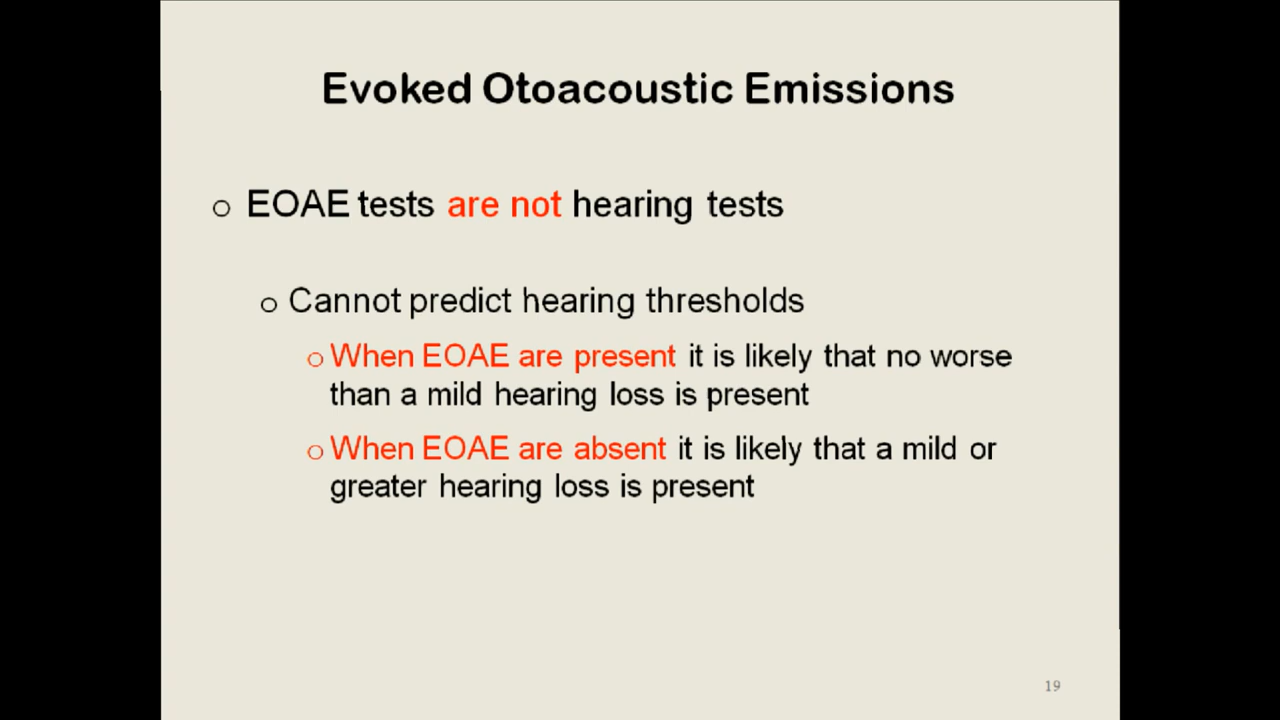 Evoked Otoacoustic Emissions
o EOAE tests are not hearing tests
o Cannot predict hearing thresholds
o When EOAE are present it is likely that no worse
than a mild hearing loss is present
o When EOAE are absent it is likely that a mild or
greater hearing loss is present
19